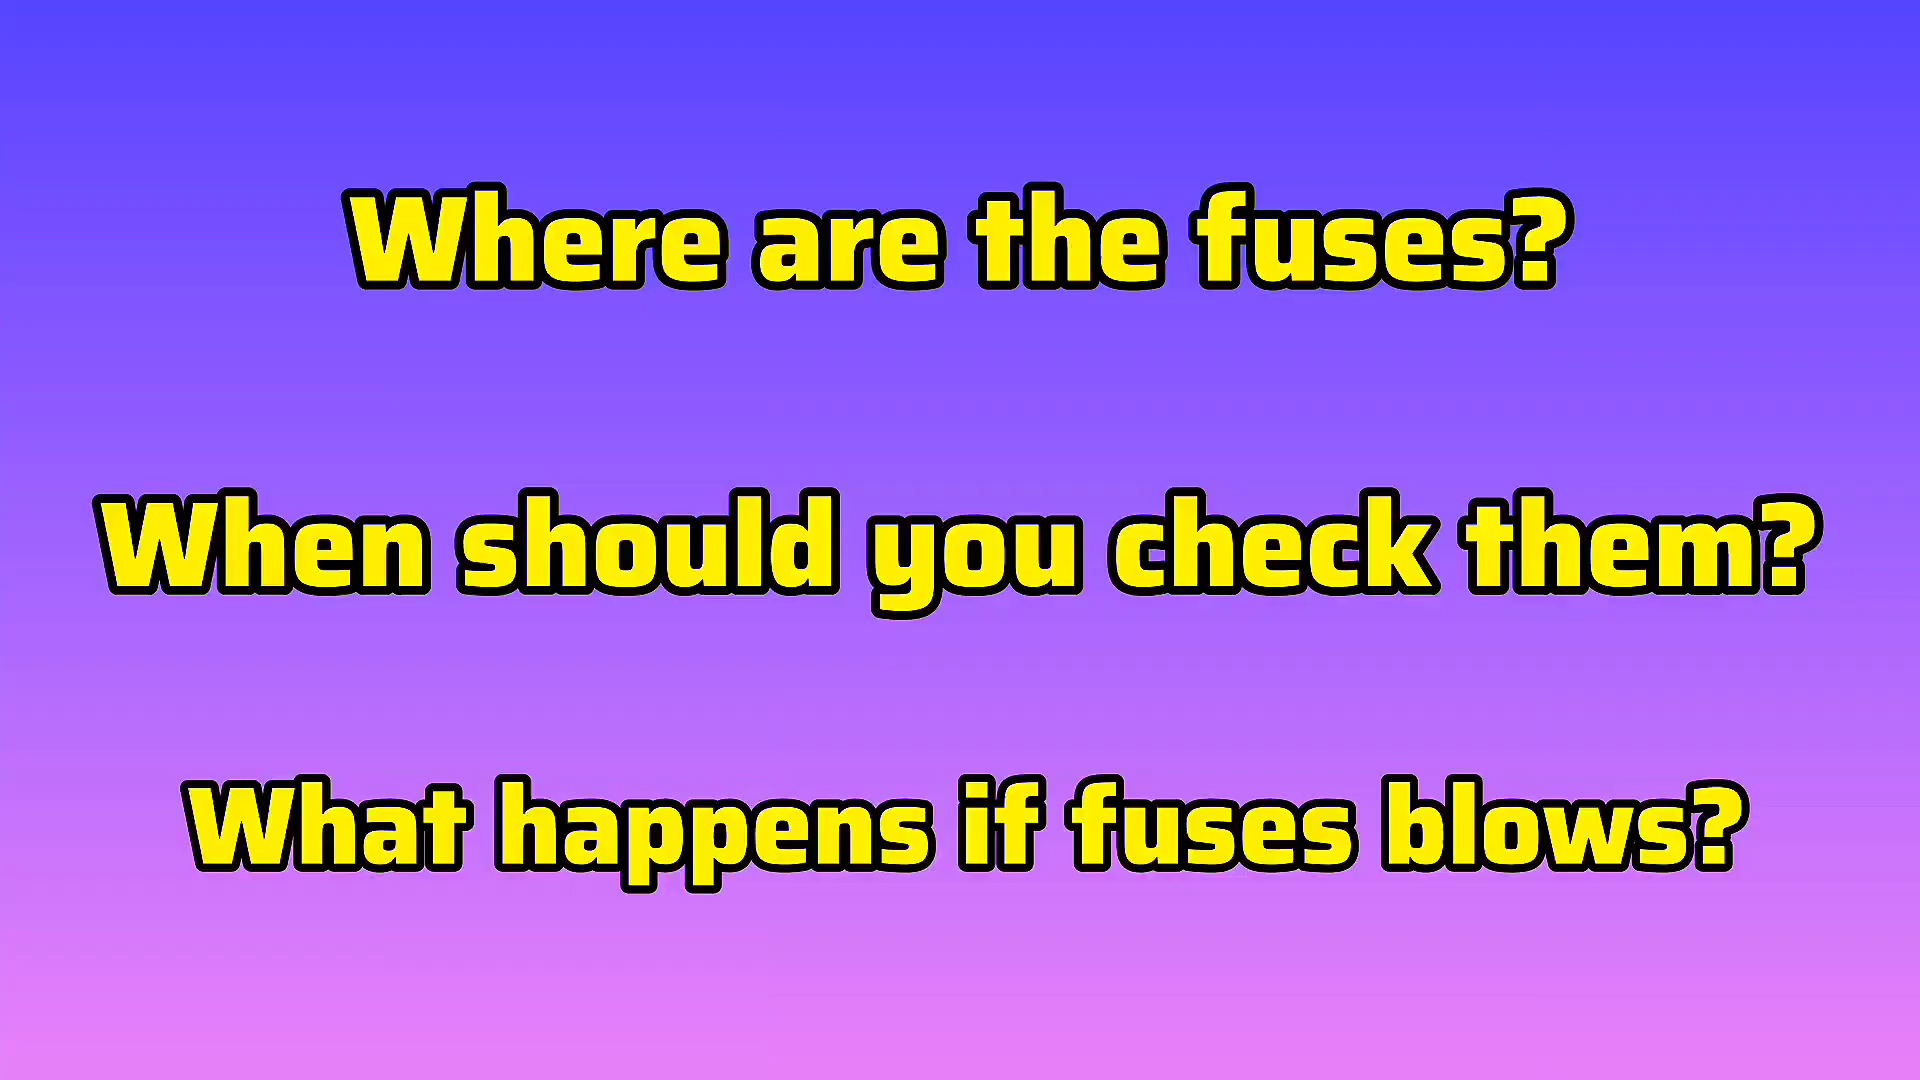 Where are the fuses?
When should you check them?
What happens if fuses blows?